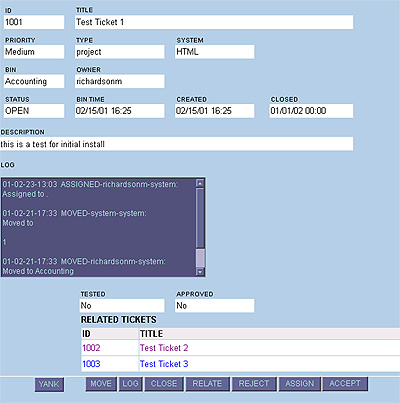 ID TITLE
1001 Test Ticket 1
PRIORITY TYPE SYSTEM
Medium project HTML
BIN OWNER
Accounting richardsonm
STATUS BIN TIME CREATED CLOSED
OPEN 02/15/01 16:25 02/15/01 16:25 01/01/02 00:00
DESCRIPTION
this is a test for initial install
LOG
01-02-23-13:03 ASSIGNED-richardsonm-system:
Assigned to .
01-02-21-17:33 MOVED-system-system:
Moved to
1
01-02-21-17:33 MOVED-richardsonm-system:
Moved to Accounting
TESTED APPROVED
No No
RELATED TICKETS
ID TITLE
1002 Test Ticket 2
1003 Test Ticket 3
YANK MOVE LOG CLOSE RELATE REJECT ASSIGN ACCEPT